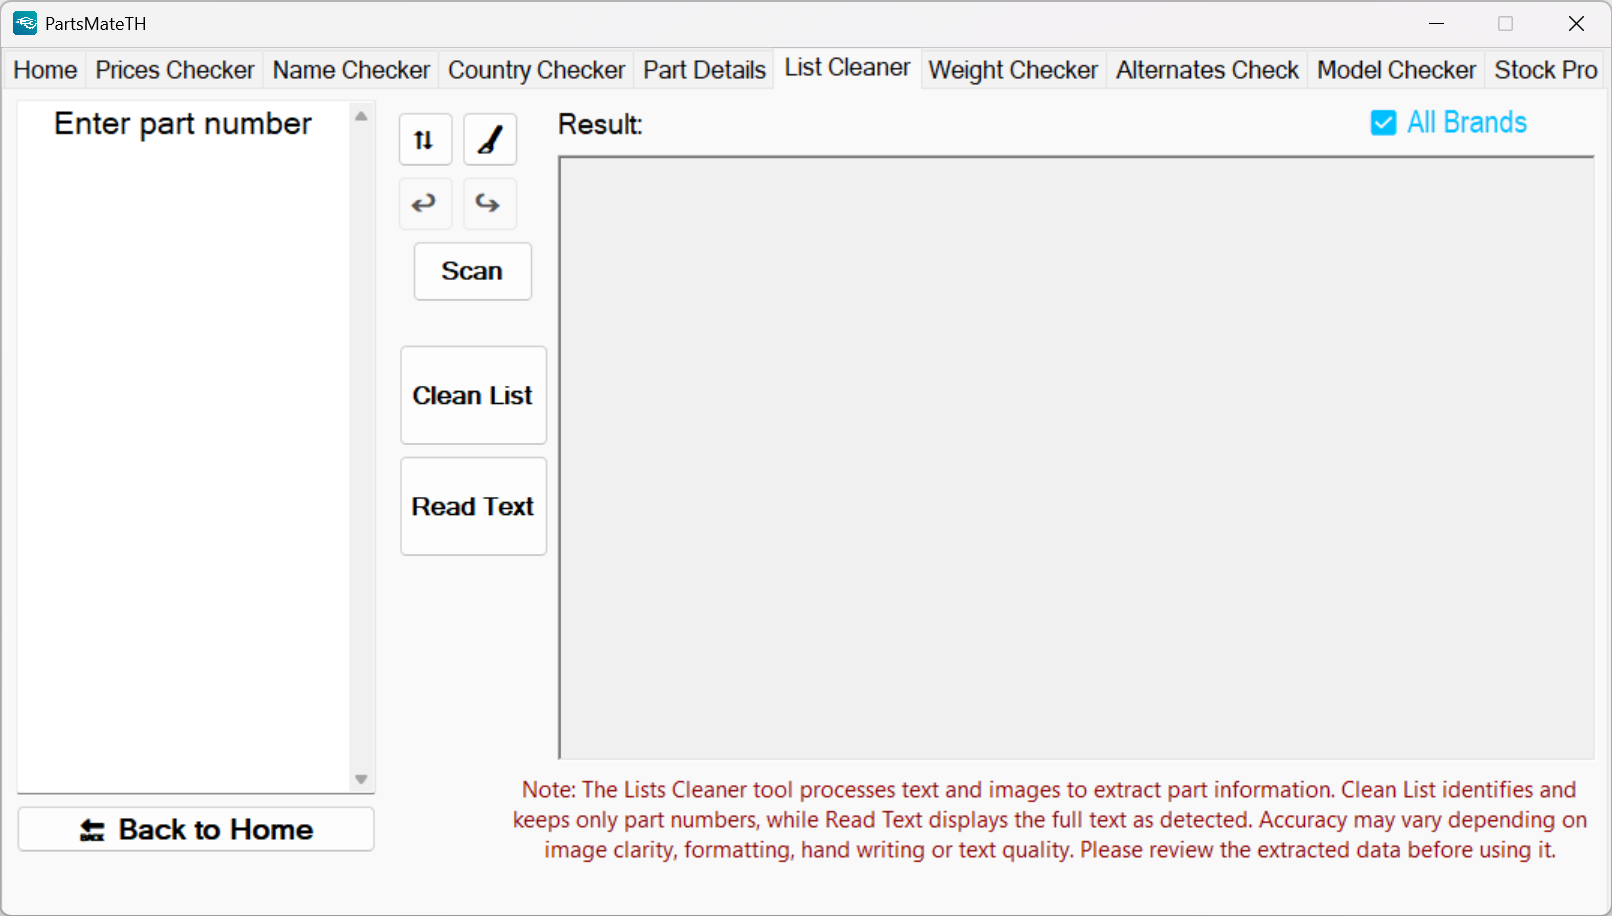 PartsMateTH
Home Prices Checker Name Checker Country Checker Part Details List Cleaner Weight Checker Alternates Check Model Checker Stock Pro
Enter part number
Result:
All Brands
Scan
Clean List
Read Text
BACK Back to Home
Note: The Lists Cleaner tool processes text and images to extract part information. Clean List identifies and
keeps only part numbers, while Read Text displays the full text as detected. Accuracy may vary depending on
image clarity, formatting, hand writing or text quality. Please review the extracted data before using it.